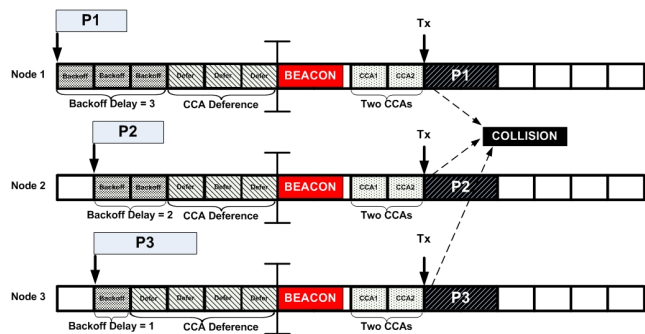 P1
Tx
Node 1 Backoff Backoff Backoff Defer Defer Defer BEACON CCA1 CCA2 P1
Backoff Delay = 3 CCA Deference Two CCAs
P2
Tx
COLLISION
Node 2 Backoff Backoff Defer Defer Defer BEACON CCA1 CCA2 P2
Backoff Delay = 2 CCA Deference Two CCAs
P3
Tx
Node 3 Backoff Defer Defer Defer Defer BEACON CCA1 CCA2 P3
Backoff Delay = 1 CCA Deference Two CCAs